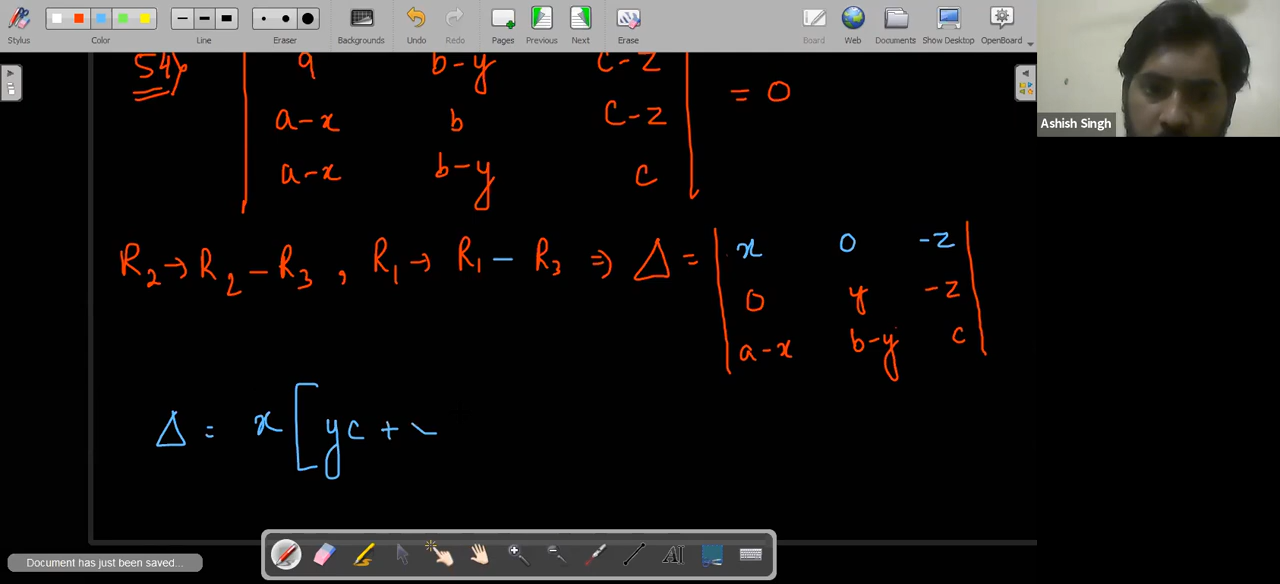 Stylus Color Line Eraser Backgrounds Undo Redo Pages Previous Next Erase Board Web Documents Show Desktop OpenBoard
54) | a b-y c-z |
| a-x b c-z | = 0
| a-x b-y c |
Ashish Singh
R2 → R2 - R3 , R1 → R1 - R3 ⇒ Δ = | x 0 -z |
| 0 y -z |
| a-x b-y c |
Δ = x [ yc +
Document has just been saved...
AI